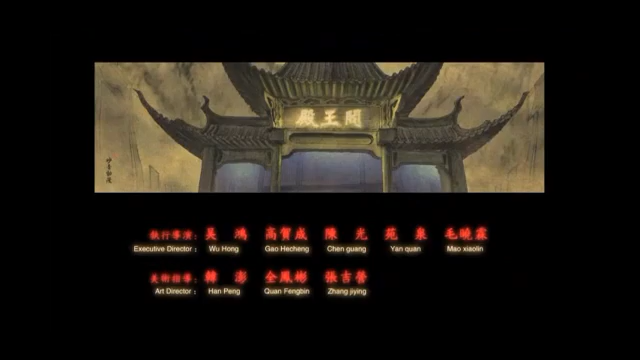 閻王殿
執行導演: 吳 鴻 高賀成 陳 光 苑 泉 毛曉霖
Executive Director : Wu Hong Gao Hecheng Chen guang Yan quan Mao xiaolin
美術指導: 韓 澎 全鳳彬 張吉營
Art Director : Han Peng Quan Fengbin Zhang jiying